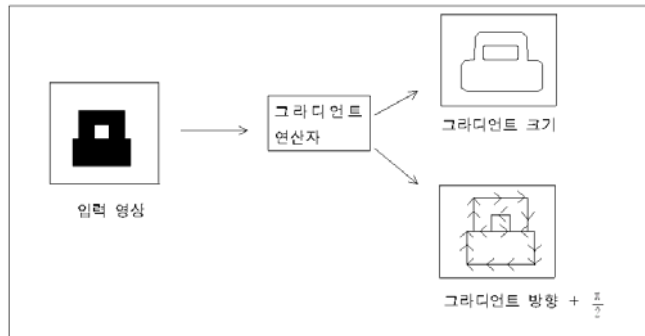 입력 영상
그라디언트
연산자
그라디언트 크기
그라디언트 방향 + π/2